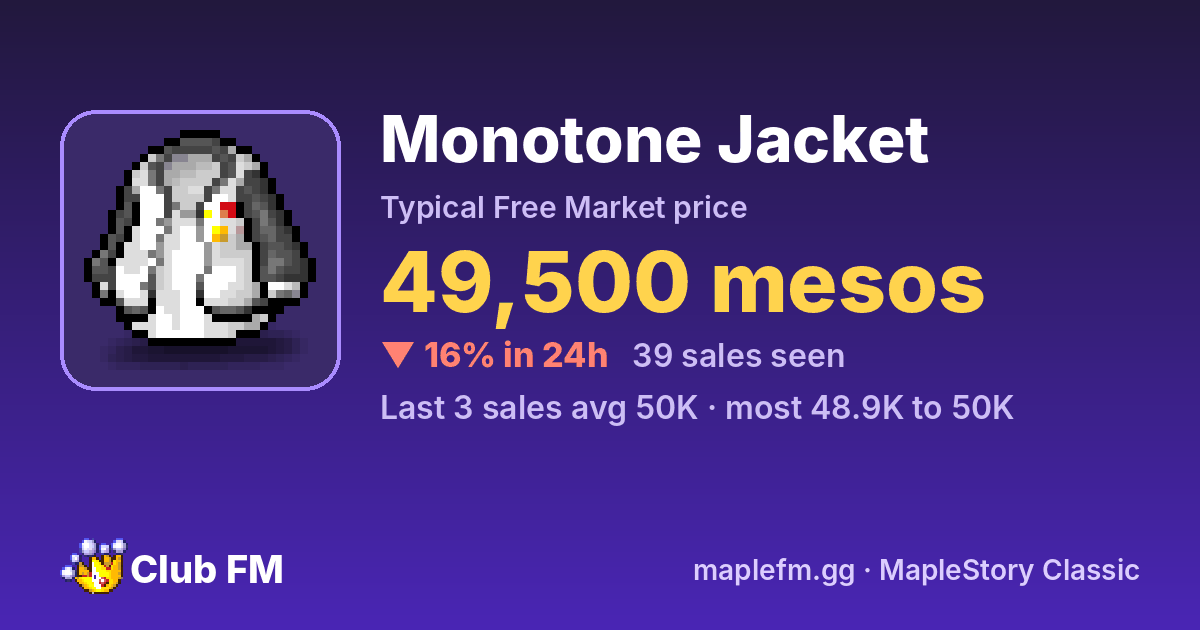 Monotone Jacket
Typical Free Market price
49,500 mesos
▼ 16% in 24h 39 sales seen
Last 3 sales avg 50K · most 48.9K to 50K
Club FM
maplefm.gg · MapleStory Classic